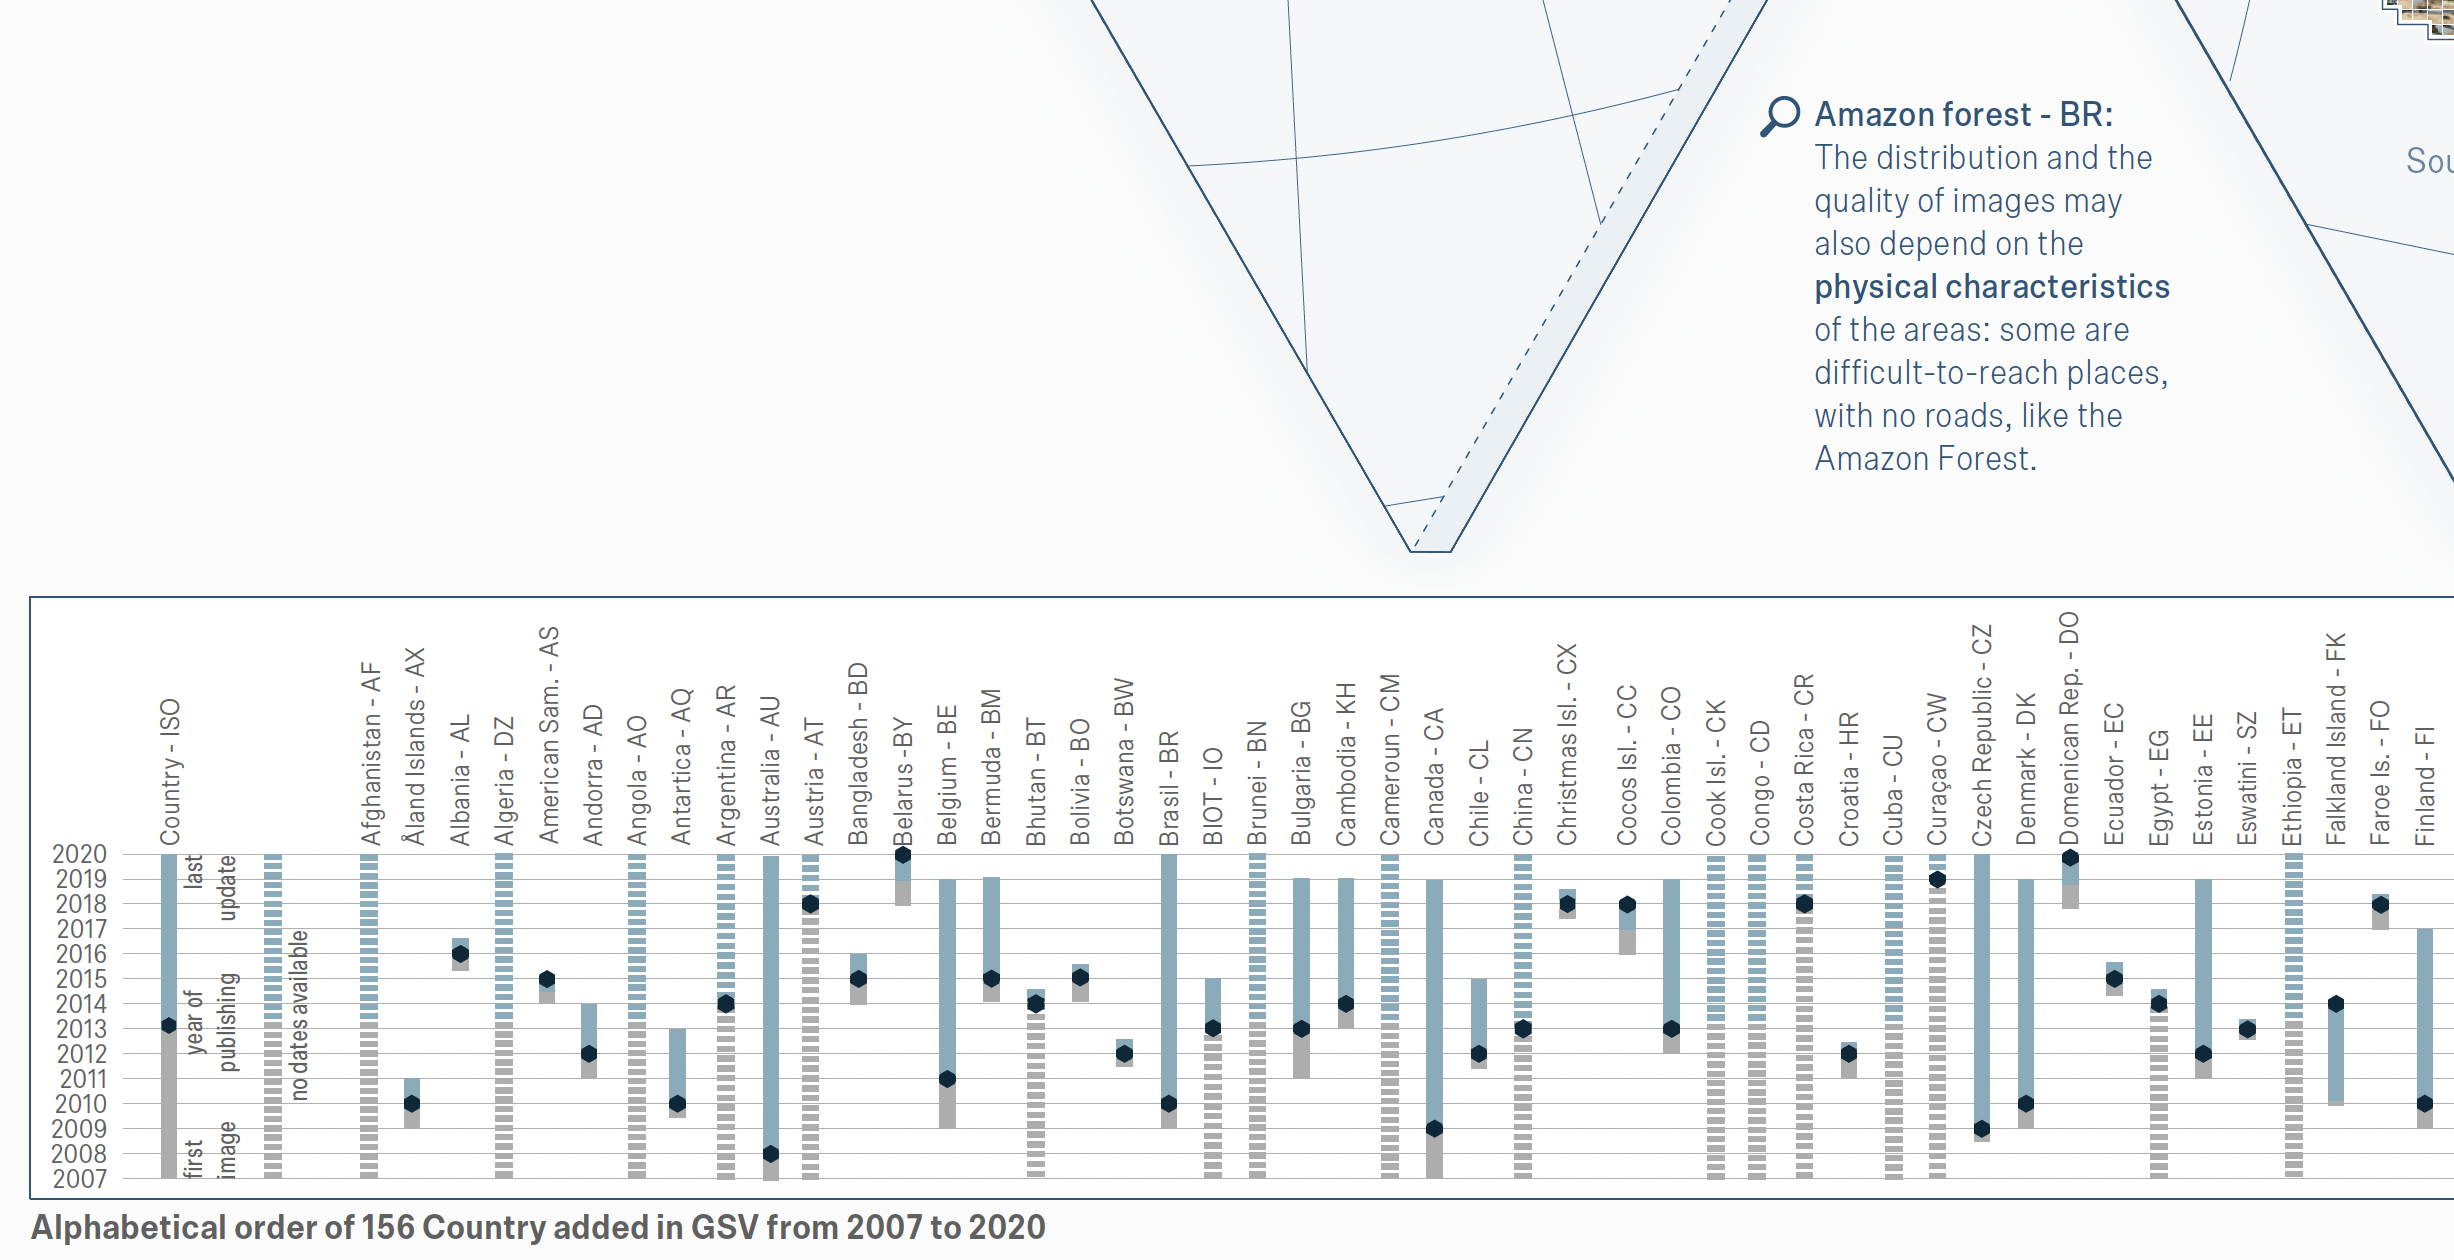 Amazon forest - BR:
The distribution and the
quality of images may
also depend on the
physical characteristics
of the areas: some are
difficult-to-reach places,
with no roads, like the
Amazon Forest.
Sou
Country - ISO
Afghanistan - AF
Åland Islands - AX
Albania - AL
Algeria - DZ
American Sam. - AS
Andorra - AD
Angola - AO
Antartica - AQ
Argentina - AR
Australia - AU
Austria - AT
Bangladesh - BD
Belarus -BY
Belgium - BE
Bermuda - BM
Bhutan - BT
Bolivia - BO
Botswana - BW
Brasil - BR
BIOT - IO
Brunei - BN
Bulgaria - BG
Cambodia - KH
Cameroun - CM
Canada - CA
Chile - CL
China - CN
Christmas Isl. - CX
Cocos Isl. - CC
Colombia - CO
Cook Isl. - CK
Congo - CD
Costa Rica - CR
Croatia - HR
Cuba - CU
Curaçao - CW
Czech Republic - CZ
Denmark - DK
Domenican Rep. - DO
Ecuador - EC
Egypt - EG
Estonia - EE
Eswatini - SZ
Ethiopia - ET
Falkland Island - FK
Faroe Is. - FO
Finland - FI
2020
2019
2018
2017
2016
2015
2014
2013
2012
2011
2010
2009
2008
2007
last
update
year of
publishing
first
image
no dates available
Alphabetical order of 156 Country added in GSV from 2007 to 2020